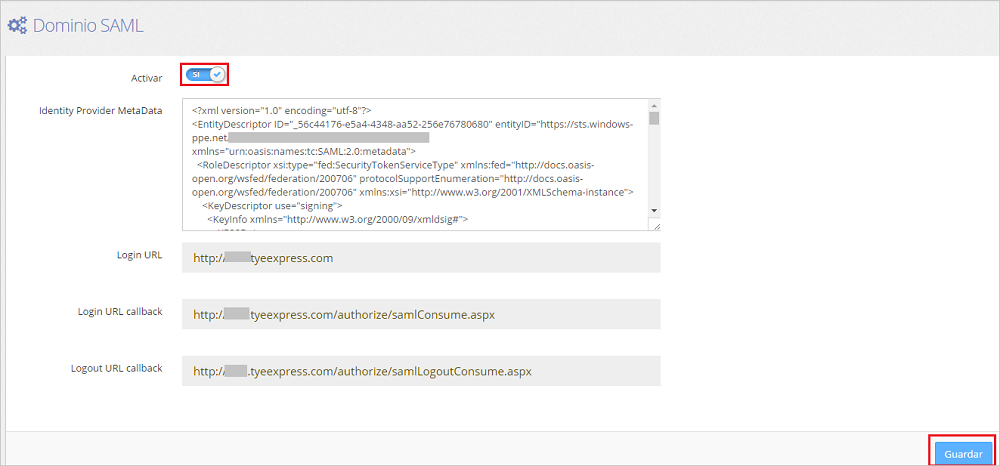 Dominio SAML
Activar SI
Identity Provider MetaData
<?xml version="1.0" encoding="utf-8"?>
<EntityDescriptor ID="_56c44176-e5a4-4348-aa52-256e76780680" entityID="https://sts.windows-
ppe.net,
xmlns="urn:oasis:names:tc:SAML:2.0:metadata">
<RoleDescriptor xsi:type="fed:SecurityTokenServiceType" xmlns:fed="http://docs.oasis-
open.org/wsfed/federation/200706" protocolSupportEnumeration="http://docs.oasis-
open.org/wsfed/federation/200706" xmlns:xsi="http://www.w3.org/2001/XMLSchema-instance">
<KeyDescriptor use="signing">
<KeyInfo xmlns="http://www.w3.org/2000/09/xmldsig#">
Login URL http:// tyeexpress.com
Login URL callback http:// .tyeexpress.com/authorize/samlConsume.aspx
Logout URL callback http:// .tyeexpress.com/authorize/samlLogoutConsume.aspx
Guardar